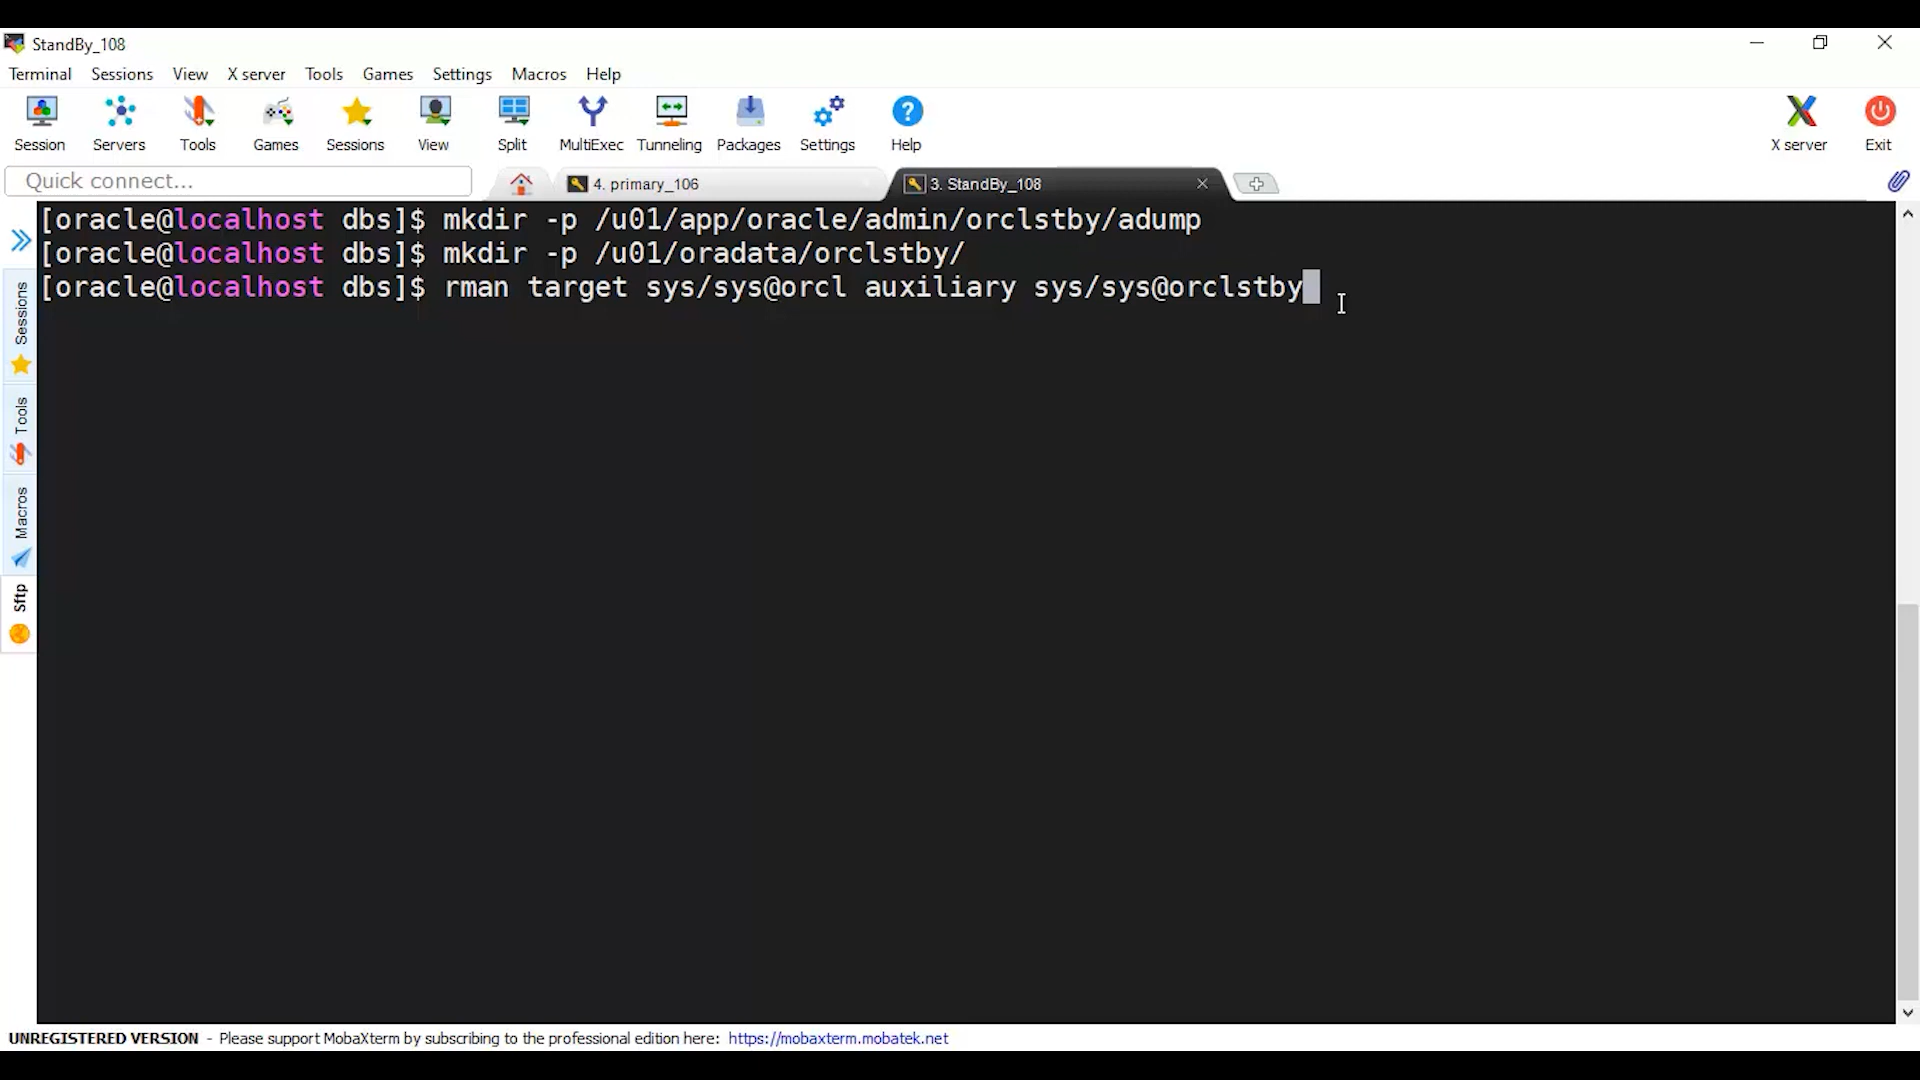 StandBy_108
Terminal Sessions View X server Tools Games Settings Macros Help
Session Servers Tools Games Sessions View Split MultiExec Tunneling Packages Settings Help X server Exit
Quick connect...
4. primary_106
3. StandBy_108
[oracle@localhost dbs]$ mkdir -p /u01/app/oracle/admin/orclstby/adump
[oracle@localhost dbs]$ mkdir -p /u01/oradata/orclstby/
[oracle@localhost dbs]$ rman target sys/sys@orcl auxiliary sys/sys@orclstby
Sessions
Tools
Macros
Sftp
UNREGISTERED VERSION - Please support MobaXterm by subscribing to the professional edition here: https://mobaxterm.mobatek.net